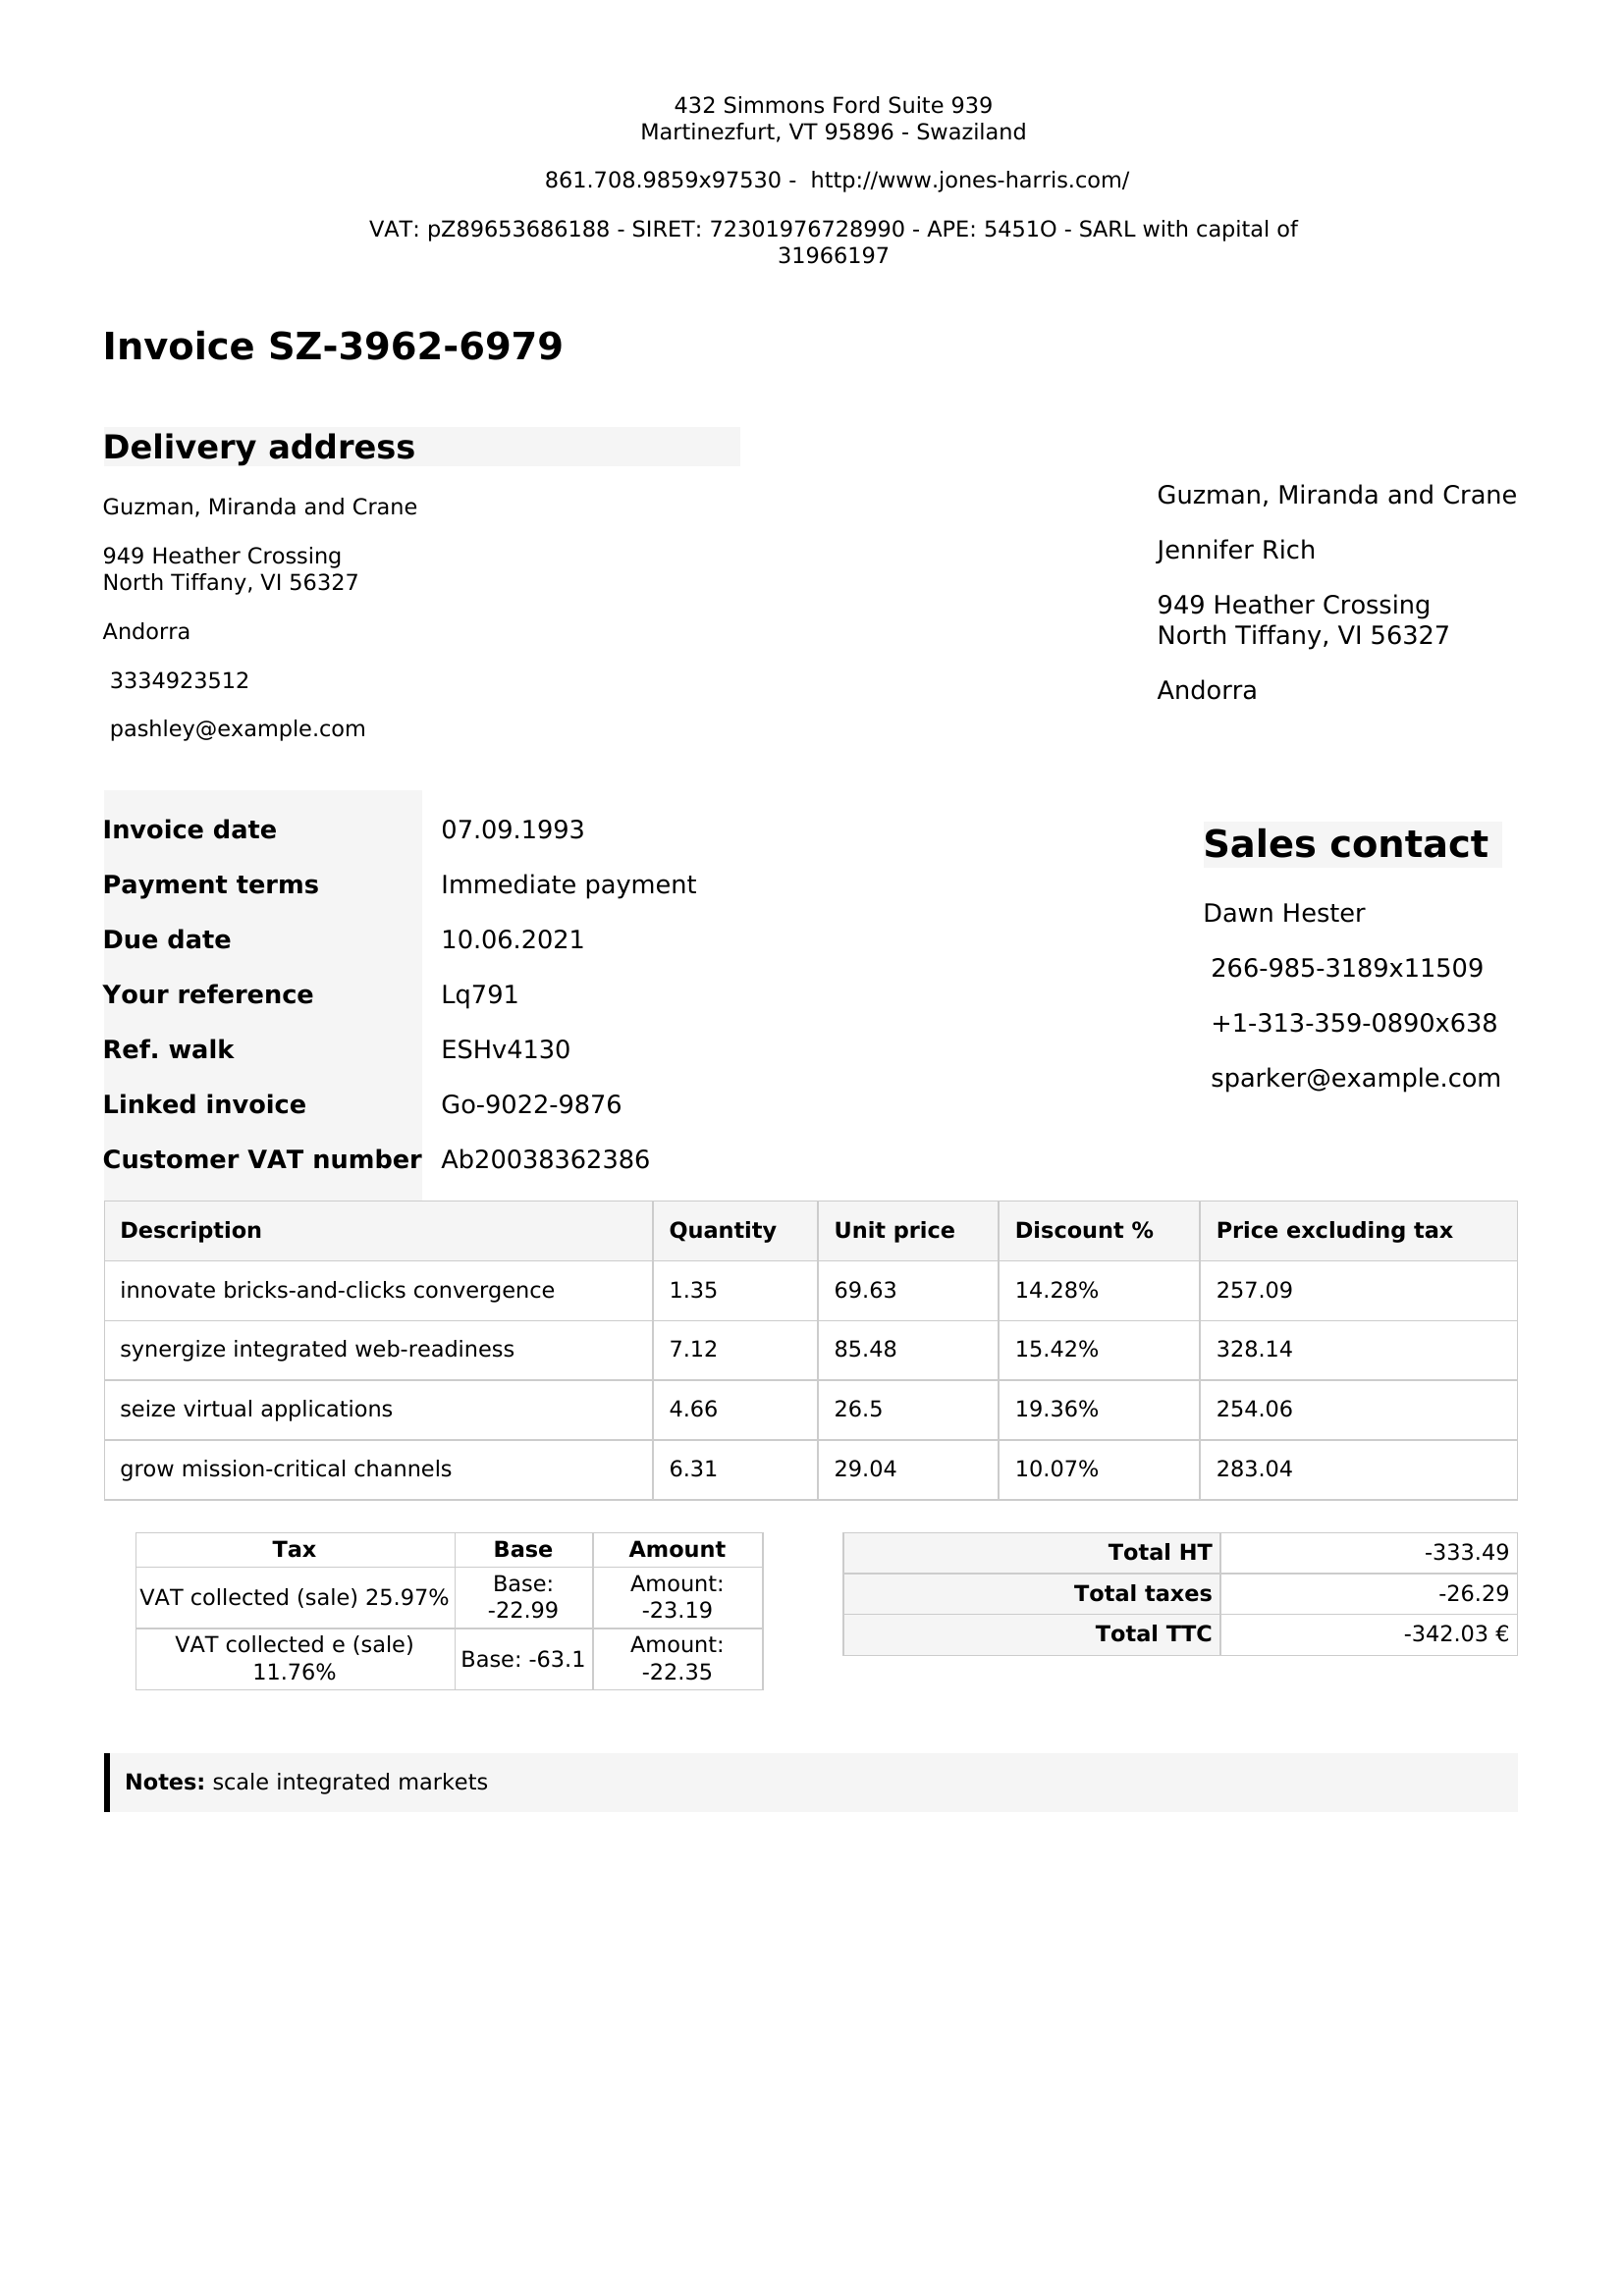 432 Simmons Ford Suite 939
Martinezfurt, VT 95896 - Swaziland
861.708.9859x97530 -  http://www.jones-harris.com/
VAT: pZ89653686188 - SIRET: 72301976728990 - APE: 5451O - SARL with capital of
31966197
Invoice SZ-3962-6979
Delivery address
Guzman, Miranda and Crane
949 Heather Crossing
North Tiffany, VI 56327
Andorra
3334923512
pashley@example.com
Guzman, Miranda and Crane
Jennifer Rich
949 Heather Crossing
North Tiffany, VI 56327
Andorra
Invoice date 07.09.1993
Payment terms Immediate payment
Due date 10.06.2021
Your reference Lq791
Ref. walk ESHv4130
Linked invoice Go-9022-9876
Customer VAT number Ab20038362386
Sales contact
Dawn Hester
266-985-3189x11509
+1-313-359-0890x638
sparker@example.com
Description Quantity Unit price Discount % Price excluding tax
innovate bricks-and-clicks convergence 1.35 69.63 14.28% 257.09
synergize integrated web-readiness 7.12 85.48 15.42% 328.14
seize virtual applications 4.66 26.5 19.36% 254.06
grow mission-critical channels 6.31 29.04 10.07% 283.04
Tax Base Amount
VAT collected (sale) 25.97% Base: -22.99 Amount: -23.19
VAT collected e (sale) 11.76% Base: -63.1 Amount: -22.35
Total HT -333.49
Total taxes -26.29
Total TTC -342.03 €
Notes: scale integrated markets